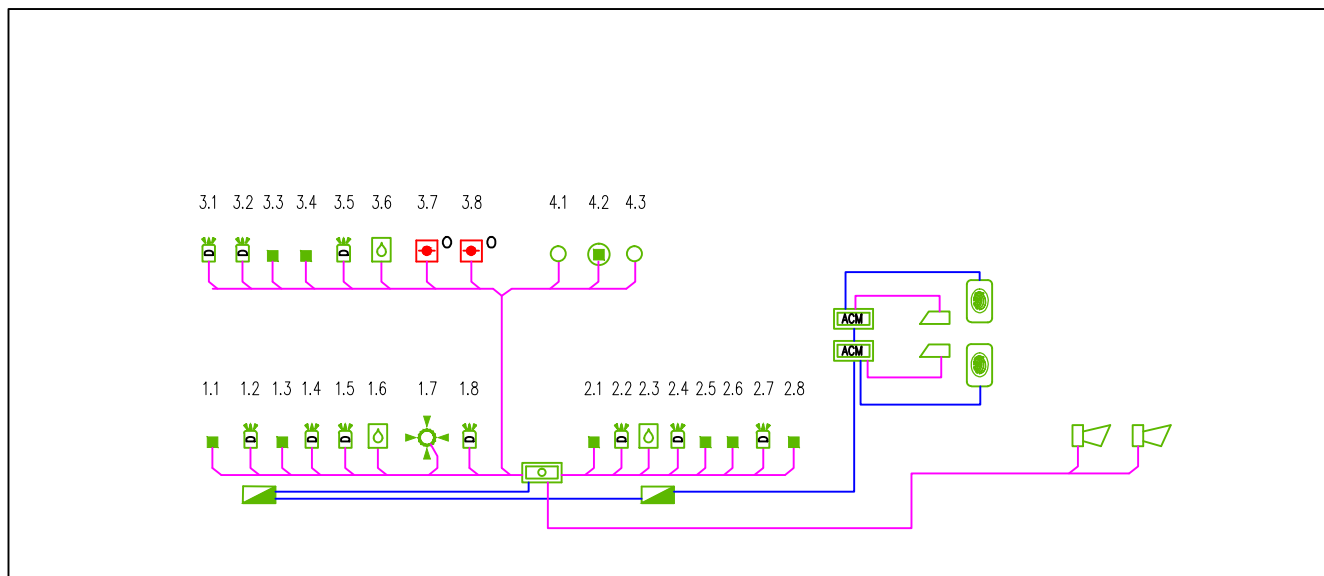 3.1 3.2 3.3 3.4 3.5 3.6 3.7 3.8 4.1 4.2 4.3
D D D O O
ACM
ACM
1.1 1.2 1.3 1.4 1.5 1.6 1.7 1.8 2.1 2.2 2.3 2.4 2.5 2.6 2.7 2.8
D D D D D D D